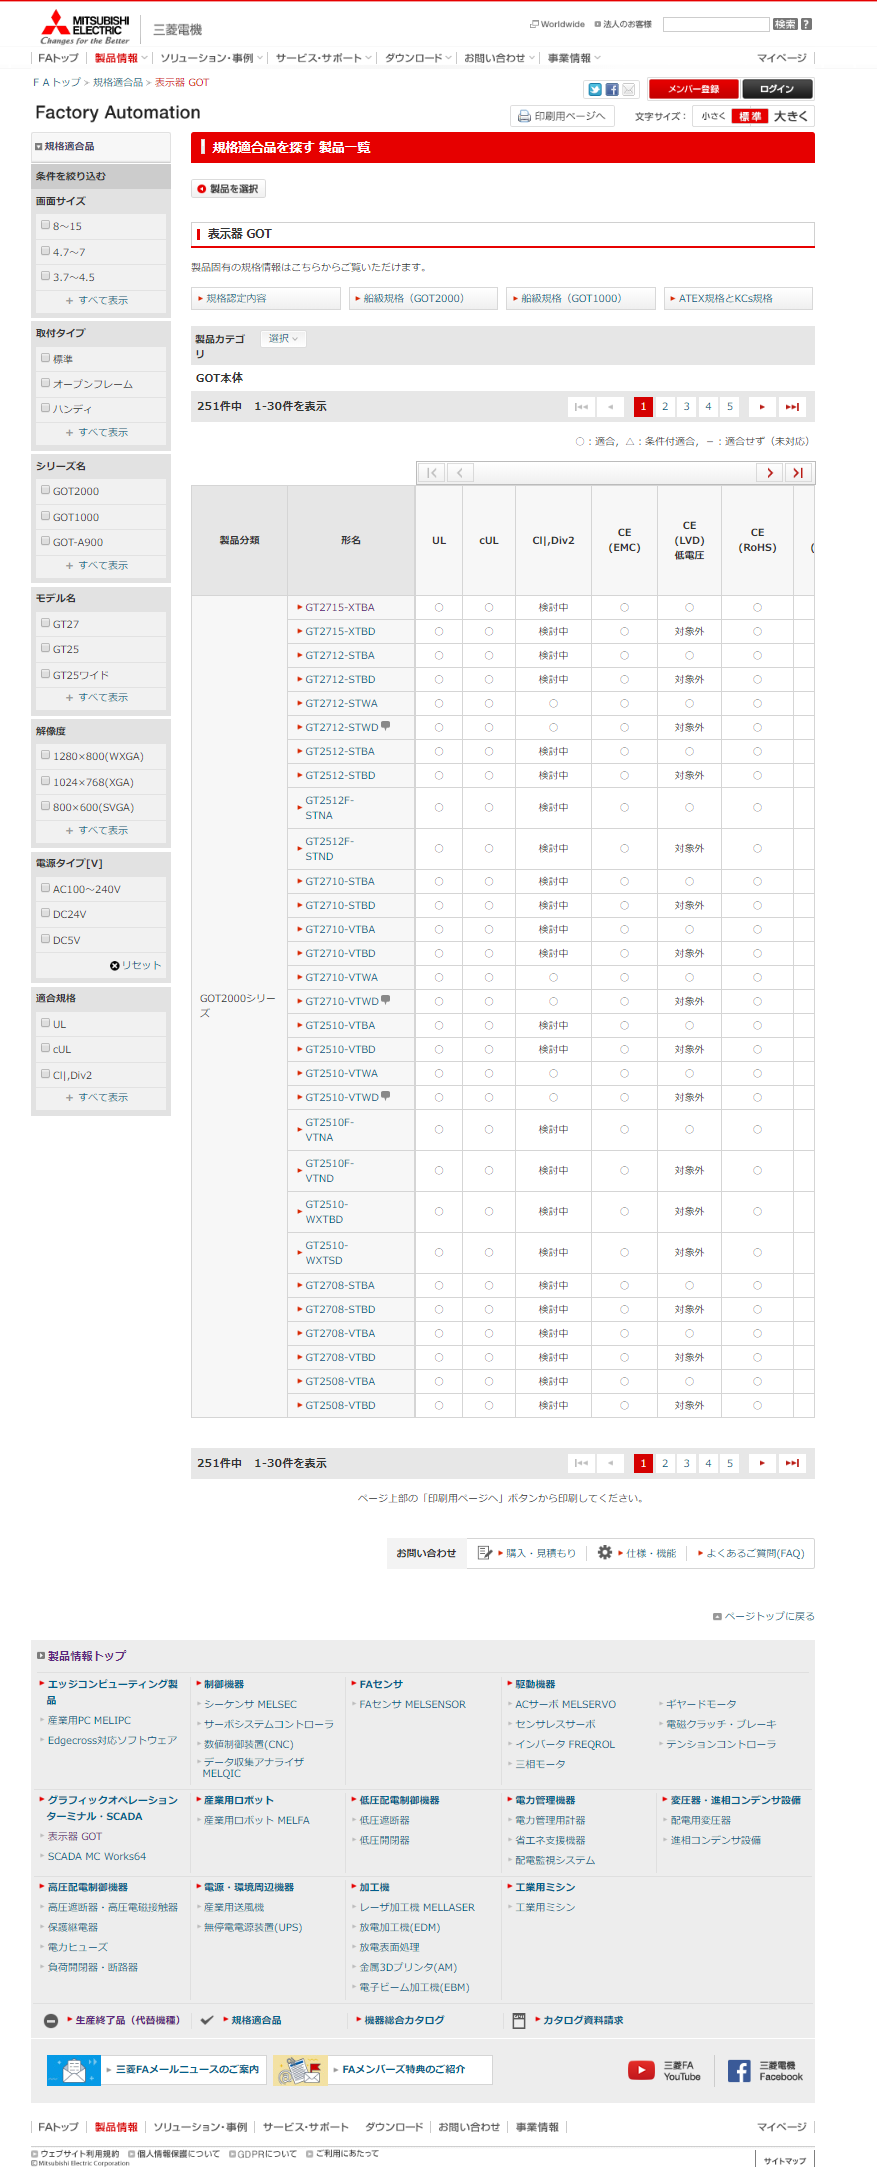 MITSUBISHI
ELECTRIC
Changes for the Better
三菱電機
Worldwide
法人のお客様
検索
?
FAトップ
製品情報
ソリューション・事例
サービス・サポート
ダウンロード
お問い合わせ
事業情報
マイページ
ＦＡトップ > 規格適合品 > 表示器 GOT
メンバー登録
ログイン
Factory Automation
印刷用ページへ
文字サイズ：
小さく
標準
大きく
規格適合品
条件を絞り込む
画面サイズ
8～15
4.7～7
3.7～4.5
＋ すべて表示
取付タイプ
標準
オープンフレーム
ハンディ
＋ すべて表示
シリーズ名
GOT2000
GOT1000
GOT-A900
＋ すべて表示
モデル名
GT27
GT25
GT25ワイド
＋ すべて表示
解像度
1280×800(WXGA)
1024×768(XGA)
800×600(SVGA)
＋ すべて表示
電源タイプ[V]
AC100～240V
DC24V
DC5V
リセット
適合規格
UL
cUL
Cl|,Div2
＋ すべて表示
規格適合品を探す 製品一覧
製品を選択
表示器 GOT
製品固有の規格情報はこちらからご覧いただけます。
規格認定内容
船級規格（GOT2000）
船級規格（GOT1000）
ATEX規格とKCs規格
製品カテゴリ
選択
GOT本体
251件中　1-30件を表示
1 2 3 4 5
○：適合，△：条件付適合，－：適合せず（未対応）
製品分類 形名 UL cUL Cl|,Div2 CE (EMC) CE (LVD) 低電圧 CE (RoHS) (
GOT2000シリーズ
GT2715-XTBA ○ ○ 検討中 ○ ○ ○
GT2715-XTBD ○ ○ 検討中 ○ 対象外 ○
GT2712-STBA ○ ○ 検討中 ○ ○ ○
GT2712-STBD ○ ○ 検討中 ○ 対象外 ○
GT2712-STWA ○ ○ ○ ○ ○ ○
GT2712-STWD ○ ○ ○ ○ 対象外 ○
GT2512-STBA ○ ○ 検討中 ○ ○ ○
GT2512-STBD ○ ○ 検討中 ○ 対象外 ○
GT2512F-STNA ○ ○ 検討中 ○ ○ ○
GT2512F-STND ○ ○ 検討中 ○ 対象外 ○
GT2710-STBA ○ ○ 検討中 ○ ○ ○
GT2710-STBD ○ ○ 検討中 ○ 対象外 ○
GT2710-VTBA ○ ○ 検討中 ○ ○ ○
GT2710-VTBD ○ ○ 検討中 ○ 対象外 ○
GT2710-VTWA ○ ○ ○ ○ ○ ○
GT2710-VTWD ○ ○ ○ ○ 対象外 ○
GT2510-VTBA ○ ○ 検討中 ○ ○ ○
GT2510-VTBD ○ ○ 検討中 ○ 対象外 ○
GT2510-VTWA ○ ○ ○ ○ ○ ○
GT2510-VTWD ○ ○ ○ ○ 対象外 ○
GT2510F-VTNA ○ ○ 検討中 ○ ○ ○
GT2510F-VTND ○ ○ 検討中 ○ 対象外 ○
GT2510-WXTBD ○ ○ 検討中 ○ 対象外 ○
GT2510-WXTSD ○ ○ 検討中 ○ 対象外 ○
GT2708-STBA ○ ○ 検討中 ○ ○ ○
GT2708-STBD ○ ○ 検討中 ○ 対象外 ○
GT2708-VTBA ○ ○ 検討中 ○ ○ ○
GT2708-VTBD ○ ○ 検討中 ○ 対象外 ○
GT2508-VTBA ○ ○ 検討中 ○ ○ ○
GT2508-VTBD ○ ○ 検討中 ○ 対象外 ○
251件中　1-30件を表示
1 2 3 4 5
ページ上部の「印刷用ページへ」ボタンから印刷してください。
お問い合わせ
購入・見積もり
仕様・機能
よくあるご質問(FAQ)
ページトップに戻る
製品情報トップ
エッジコンピューティング製品
産業用PC MELIPC
Edgecross対応ソフトウェア
制御機器
シーケンサ MELSEC
サーボシステムコントローラ
数値制御装置(CNC)
データ収集アナライザ MELQIC
FAセンサ
FAセンサ MELSENSOR
駆動機器
ACサーボ MELSERVO
センサレスサーボ
インバータ FREQROL
三相モータ
ギヤードモータ
電磁クラッチ・ブレーキ
テンションコントローラ
グラフィックオペレーションターミナル・SCADA
表示器 GOT
SCADA MC Works64
産業用ロボット
産業用ロボット MELFA
低圧配電制御機器
低圧遮断器
低圧開閉器
電力管理機器
電力管理用計器
省エネ支援機器
配電監視システム
変圧器・進相コンデンサ設備
配電用変圧器
進相コンデンサ設備
高圧配電制御機器
高圧遮断器・高圧電磁接触器
保護継電器
電力ヒューズ
負荷開閉器・断路器
電源・環境周辺機器
産業用送風機
無停電電源装置(UPS)
加工機
レーザ加工機 MELLASER
放電加工機(EDM)
放電表面処理
金属3Dプリンタ(AM)
電子ビーム加工機(EBM)
工業用ミシン
工業用ミシン
生産終了品（代替機種）
規格適合品
機器総合カタログ
カタログ資料請求
三菱FAメールニュースのご案内
FAメンバーズ特典のご紹介
三菱FA YouTube
三菱電機 Facebook
FAトップ
製品情報
ソリューション・事例
サービス・サポート
ダウンロード
お問い合わせ
事業情報
マイページ
ウェブサイト利用規約
個人情報保護について
GDPRについて
ご利用にあたって
© Mitsubishi Electric Corporation
サイトマップ